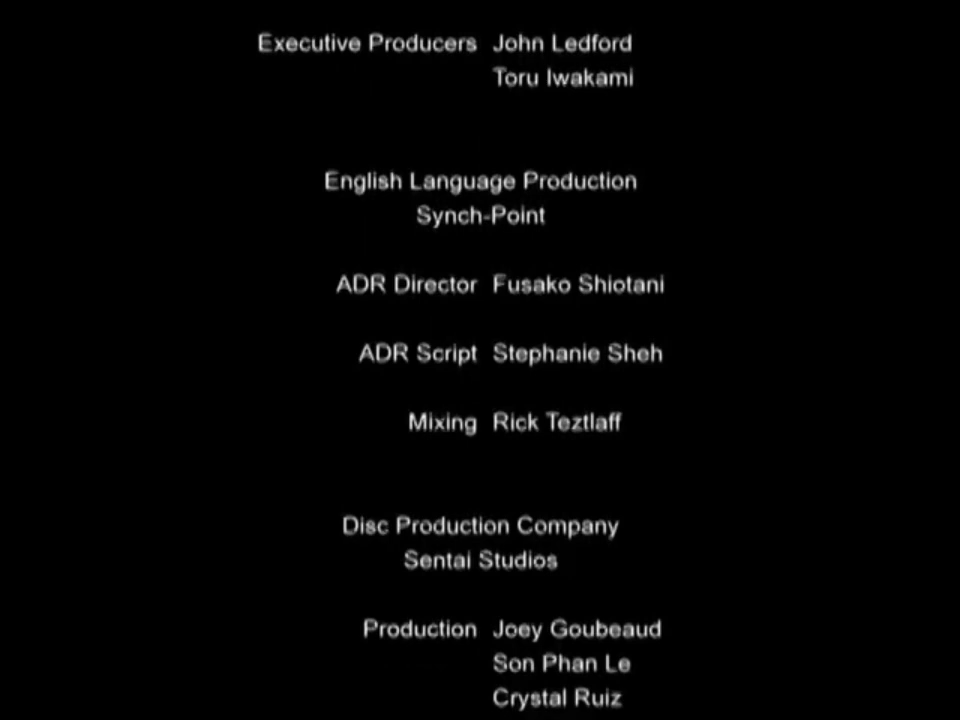 Executive Producers John Ledford
Toru Iwakami
English Language Production
Synch-Point
ADR Director Fusako Shiotani
ADR Script Stephanie Sheh
Mixing Rick Teztlaff
Disc Production Company
Sentai Studios
Production Joey Goubeaud
Son Phan Le
Crystal Ruiz